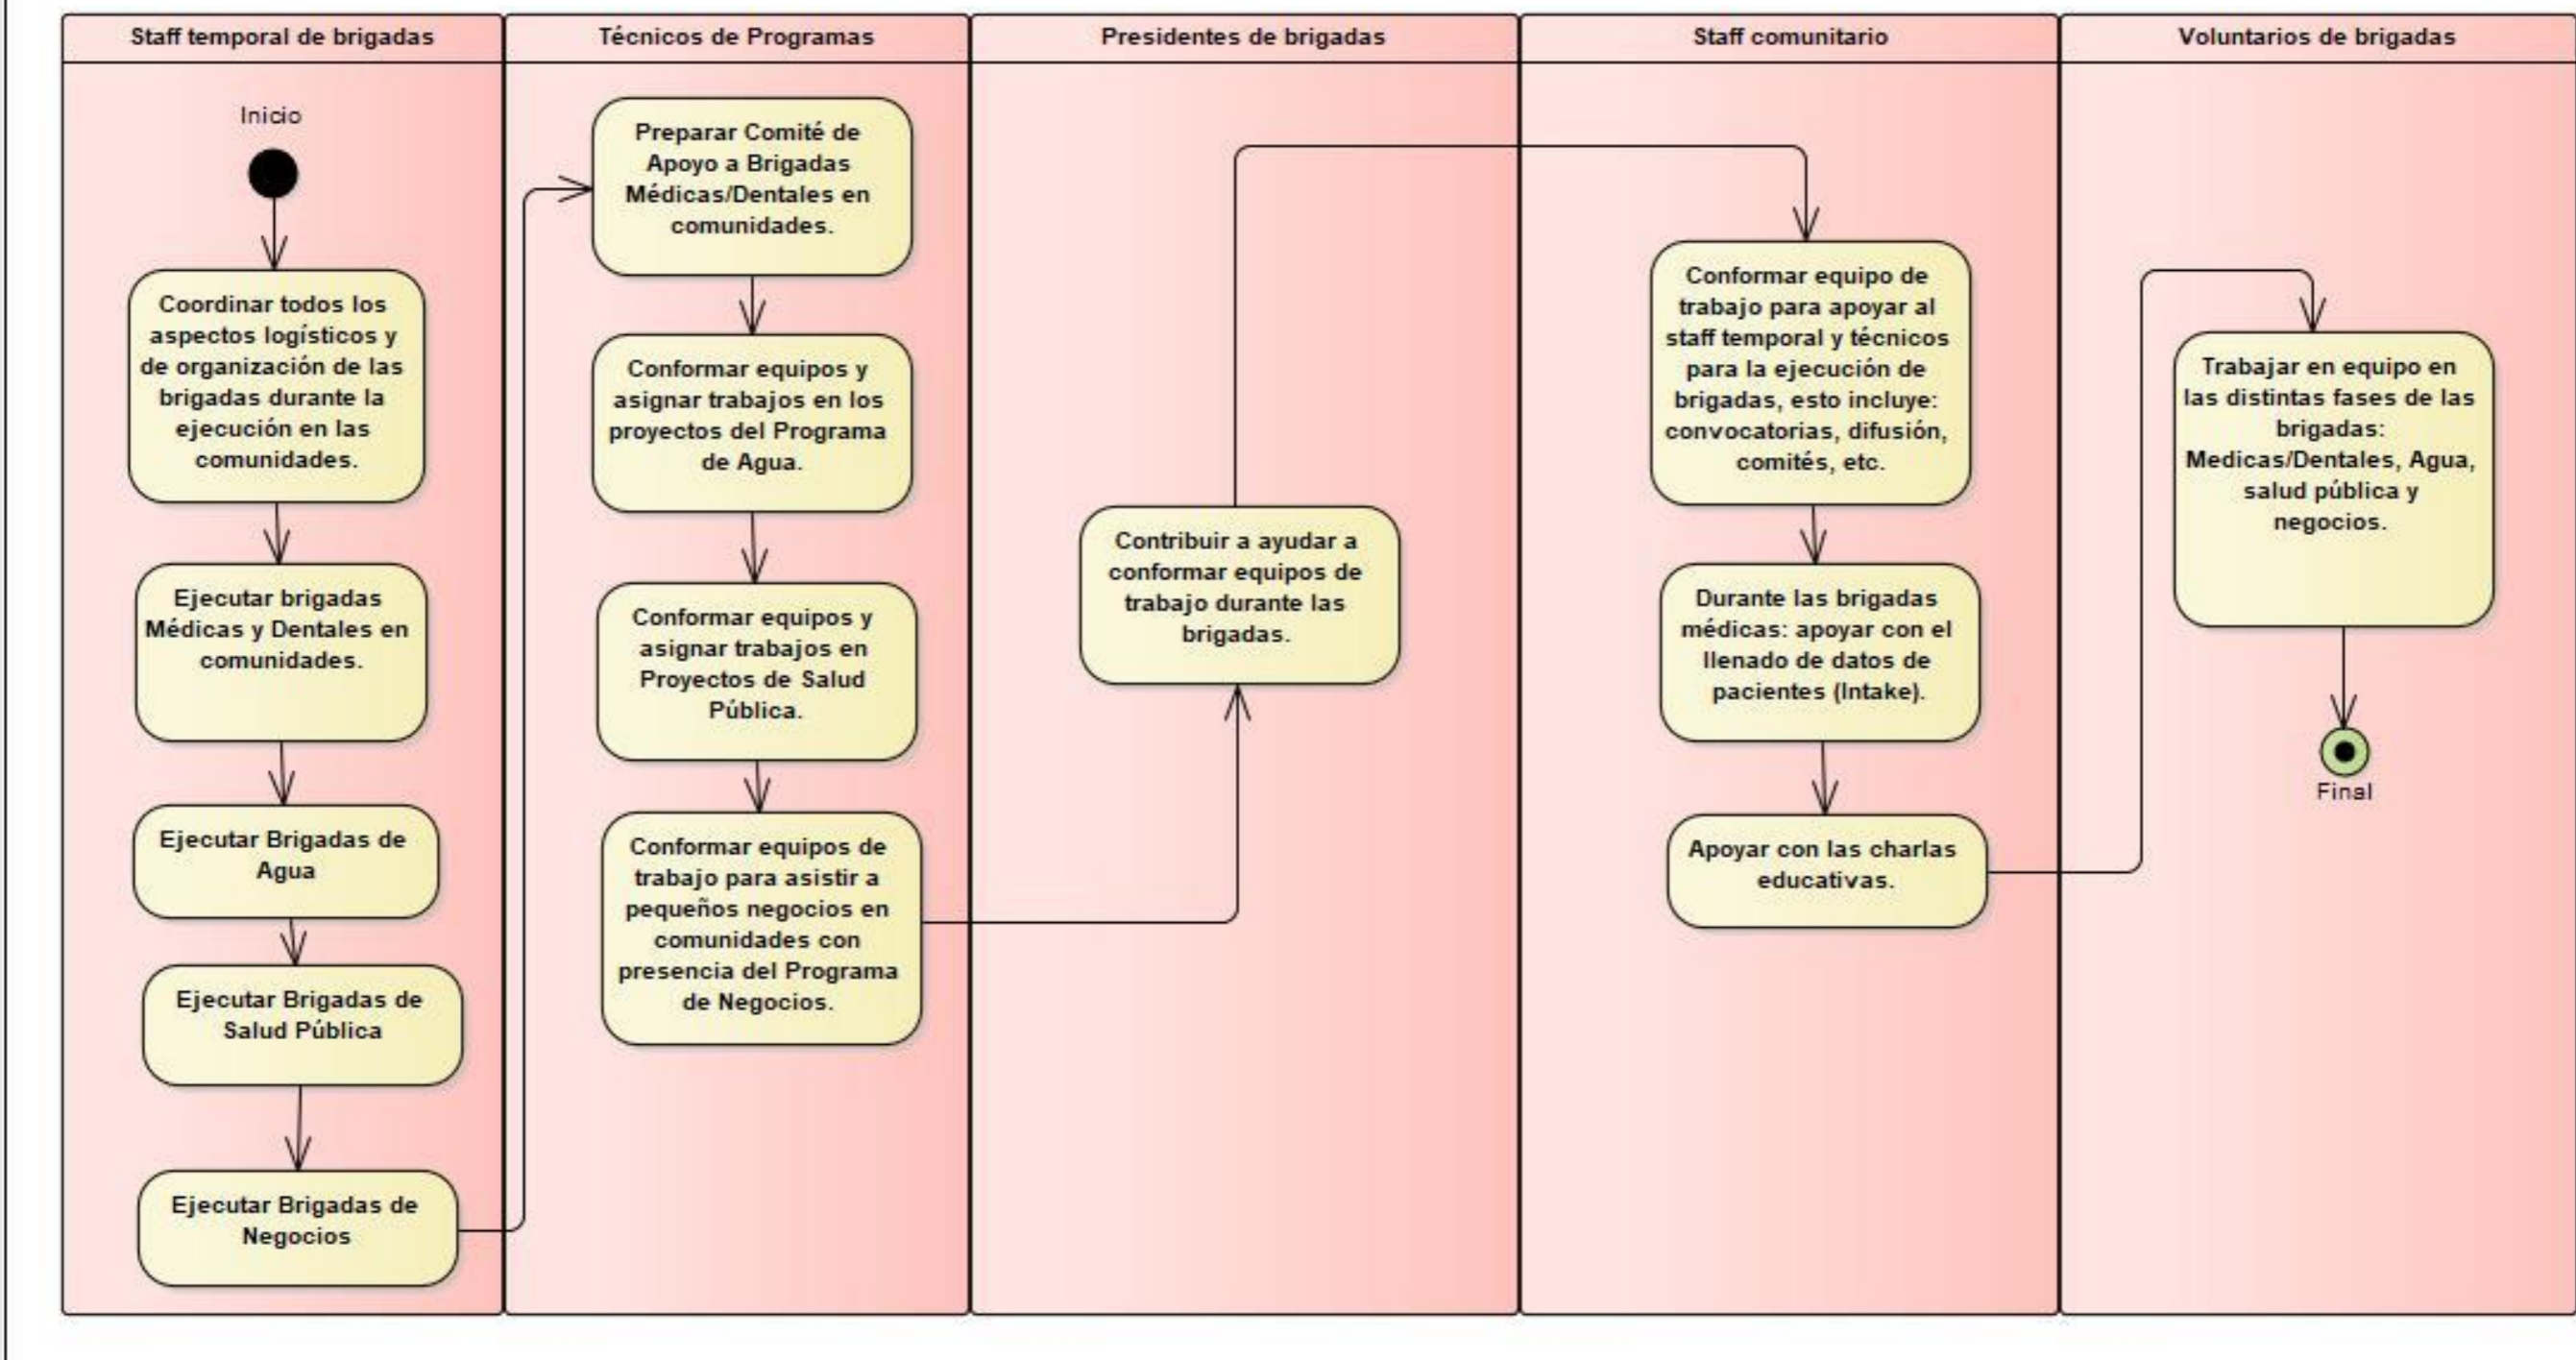 Staff temporal de brigadas
Técnicos de Programas
Presidentes de brigadas
Staff comunitario
Voluntarios de brigadas
Inicio
Coordinar todos los
aspectos logísticos y
de organización de las
brigadas durante la
ejecución en las
comunidades.
Ejecutar brigadas
Médicas y Dentales en
comunidades.
Ejecutar Brigadas de
Agua
Ejecutar Brigadas de
Salud Pública
Ejecutar Brigadas de
Negocios
Preparar Comité de
Apoyo a Brigadas
Médicas/Dentales en
comunidades.
Conformar equipos y
asignar trabajos en los
proyectos del Programa
de Agua.
Conformar equipos y
asignar trabajos en
Proyectos de Salud
Pública.
Conformar equipos de
trabajo para asistir a
pequeños negocios en
comunidades con
presencia del Programa
de Negocios.
Contribuir a ayudar a
conformar equipos de
trabajo durante las
brigadas.
Conformar equipo de
trabajo para apoyar al
staff temporal y técnicos
para la ejecución de
brigadas, esto incluye:
convocatorias, difusión,
comités, etc.
Durante las brigadas
médicas: apoyar con el
llenado de datos de
pacientes (Intake).
Apoyar con las charlas
educativas.
Trabajar en equipo en
las distintas fases de las
brigadas:
Medicas/Dentales, Agua,
salud pública y
negocios.
Final